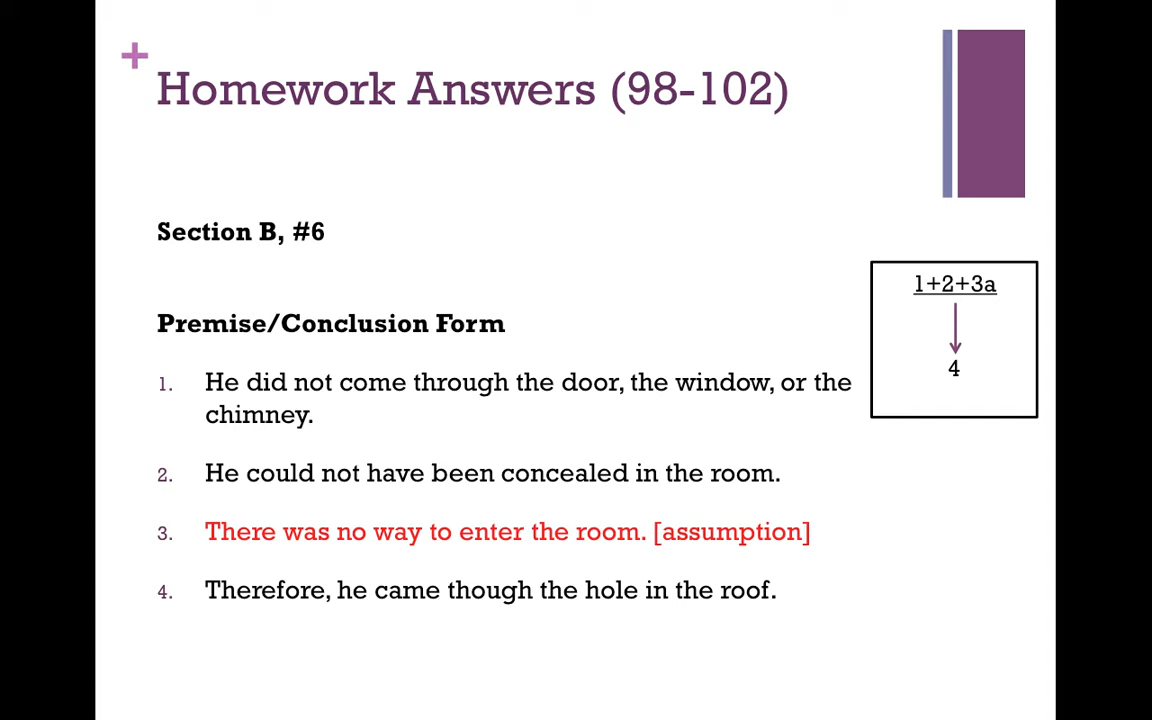 +
Homework Answers (98-102)
Section B, #6
1+2+3a
4
Premise/Conclusion Form
1. He did not come through the door, the window, or the
chimney.
2. He could not have been concealed in the room.
3. There was no way to enter the room. [assumption]
4. Therefore, he came though the hole in the roof.